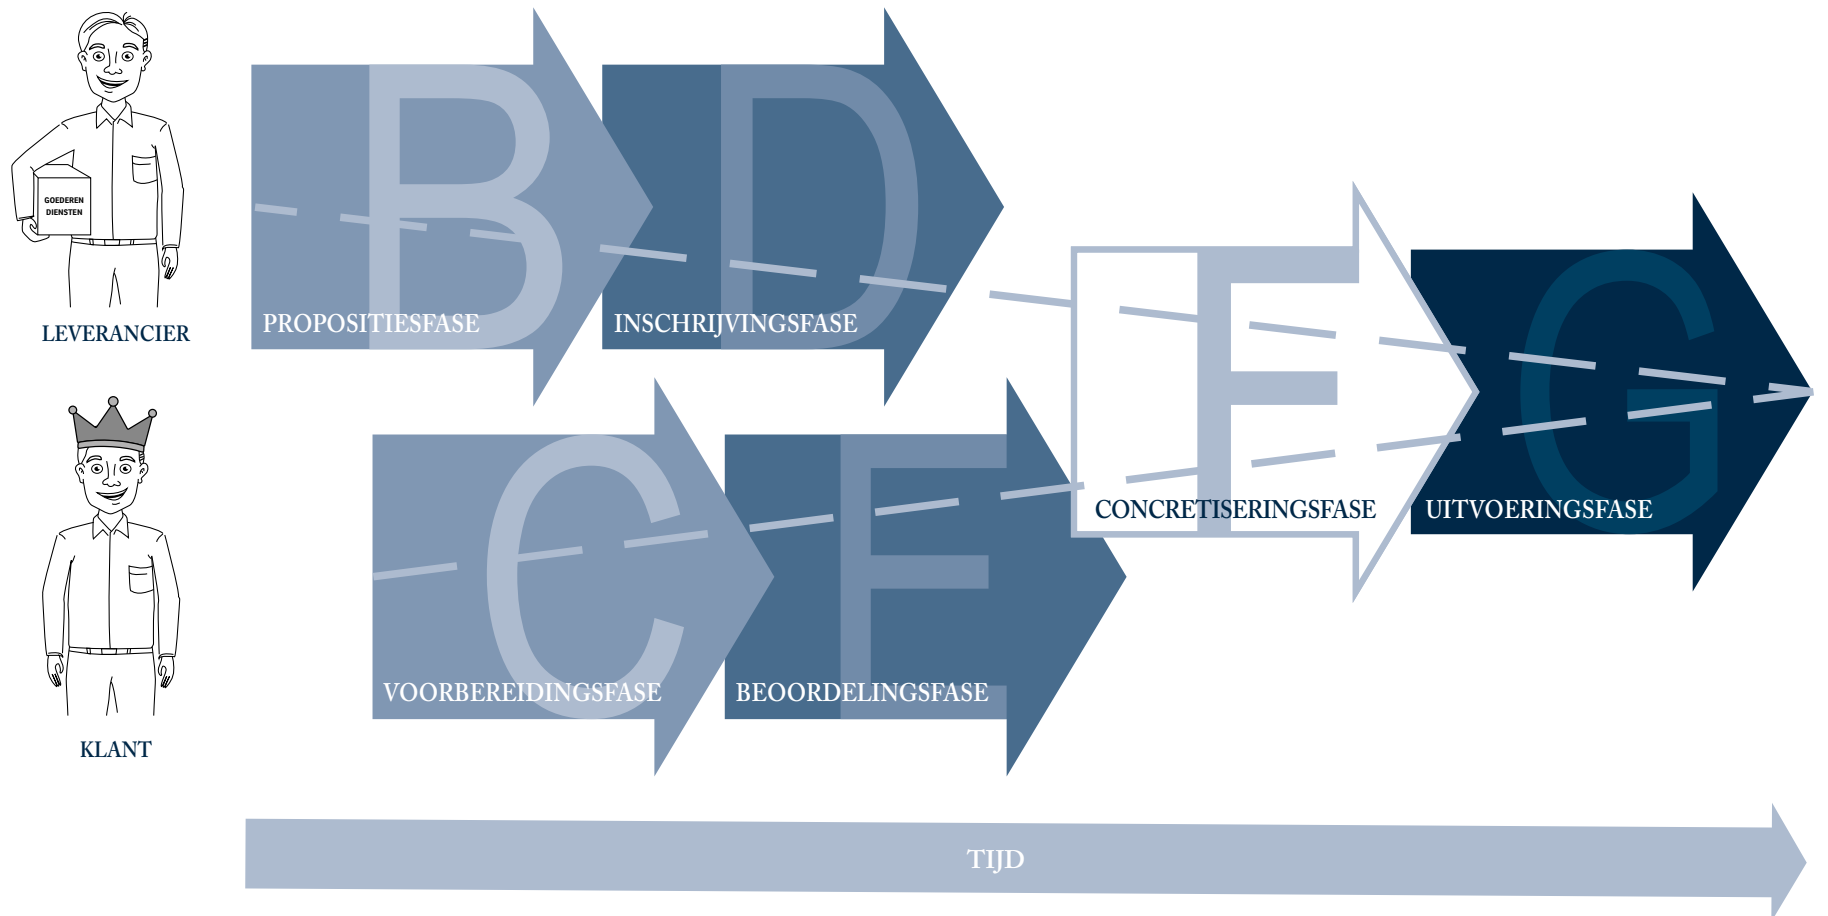 GOEDEREN
DIENSTEN
LEVERANCIER
B
PROPOSITIESFASE
D
INSCHRIJVINGSFASE
KLANT
C
VOORBEREIDINGSFASE
E
BEOORDELINGSFASE
F
CONCRETISERINGSFASE
G
UITVOERINGSFASE
TIJD